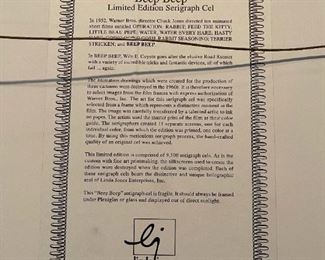 Beep Beep
Limited Edition Serigraph Cel
In 1952, Warner Bros. director Chuck Jones directed ten animated
short films entitled OPERATION: RABBIT; FEED THE KITTY,
LITTLE BEAU PEPE; WATER, WATER EVERY HARE; HASTY
RABBIT SEASONING; TERRIER
STRICKEN; and BEEP BEEP.
In BEEP BEEP, Wile E. Coyote goes after the elusive Road Runner
with a variety of incredible tricks and fantastic devices, all of which
fail ... again.
The animation drawings which were created for the production of
these cartoons were destroyed in the 1960s. It is therefore necessary
to select images from the film frames with express authorization of
Warner Bros., Inc. The art for this serigraph cel was specifically
selected from a frame which represents a distinctive moment in the
film. The image was carefully transferred by a talented artist to ink
on paper. The artists used the master print of the film as their color
guide. The serigraphers created 15 separate screens, one for each
individual color, from which the edition was printed, one color at a
time. By using this meticulous serigraph process, the hand-crafted
quality of an original cel was achieved.
This limited edition is comprised of 9,500 serigraph cels. As is the
custom with fine art printmaking, the silkscreens used to create the
edition were destroyed when the edition was completed. Each of
these serigraph cels bears the distinctive and unique holographic
seal of Linda Jones Enterprises, Inc.
This "Beep Beep" serigraph cel is fragile. It should always be framed
under Plexiglas or glass and displayed out of direct sunlight.
lj